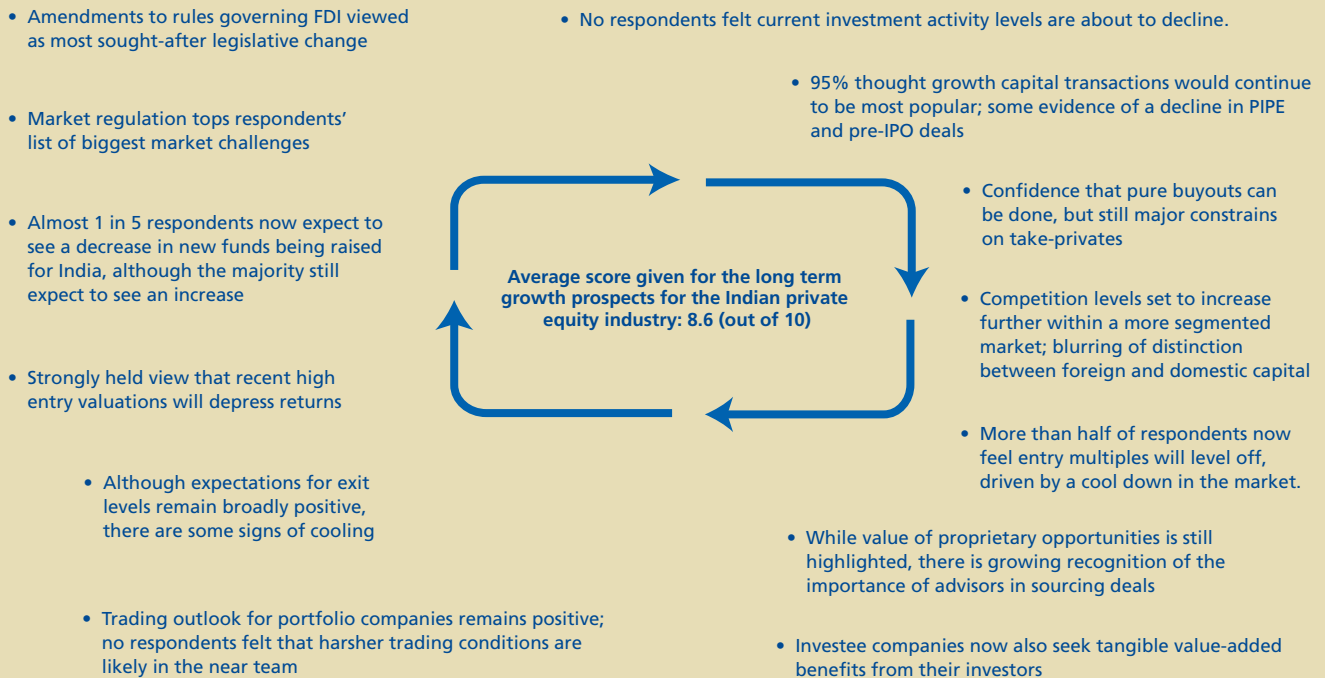 • Amendments to rules governing FDI viewed
as most sought-after legislative change
• Market regulation tops respondents'
list of biggest market challenges
• Almost 1 in 5 respondents now expect to
see a decrease in new funds being raised
for India, although the majority still
expect to see an increase
• Strongly held view that recent high
entry valuations will depress returns
• Although expectations for exit
levels remain broadly positive,
there are some signs of cooling
• Trading outlook for portfolio companies remains positive;
no respondents felt that harsher trading conditions are
likely in the near team
Average score given for the long term
growth prospects for the Indian private
equity industry: 8.6 (out of 10)
• No respondents felt current investment activity levels are about to decline.
• 95% thought growth capital transactions would continue
to be most popular; some evidence of a decline in PIPE
and pre-IPO deals
• Confidence that pure buyouts can
be done, but still major constrains
on take-privates
• Competition levels set to increase
further within a more segmented
market; blurring of distinction
between foreign and domestic capital
• More than half of respondents now
feel entry multiples will level off,
driven by a cool down in the market.
• While value of proprietary opportunities is still
highlighted, there is growing recognition of the
importance of advisors in sourcing deals
• Investee companies now also seek tangible value-added
benefits from their investors